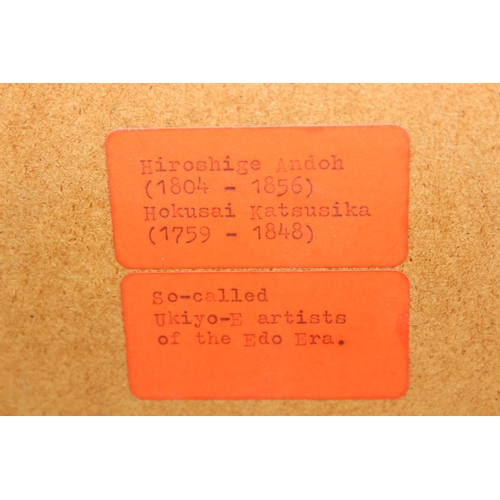 Hiroshige Andoh
(1804 - 1856)
Hokusai Katsusika
(1759 - 1848)
So-called
Ukiyo-E artists
of the Edo Era.